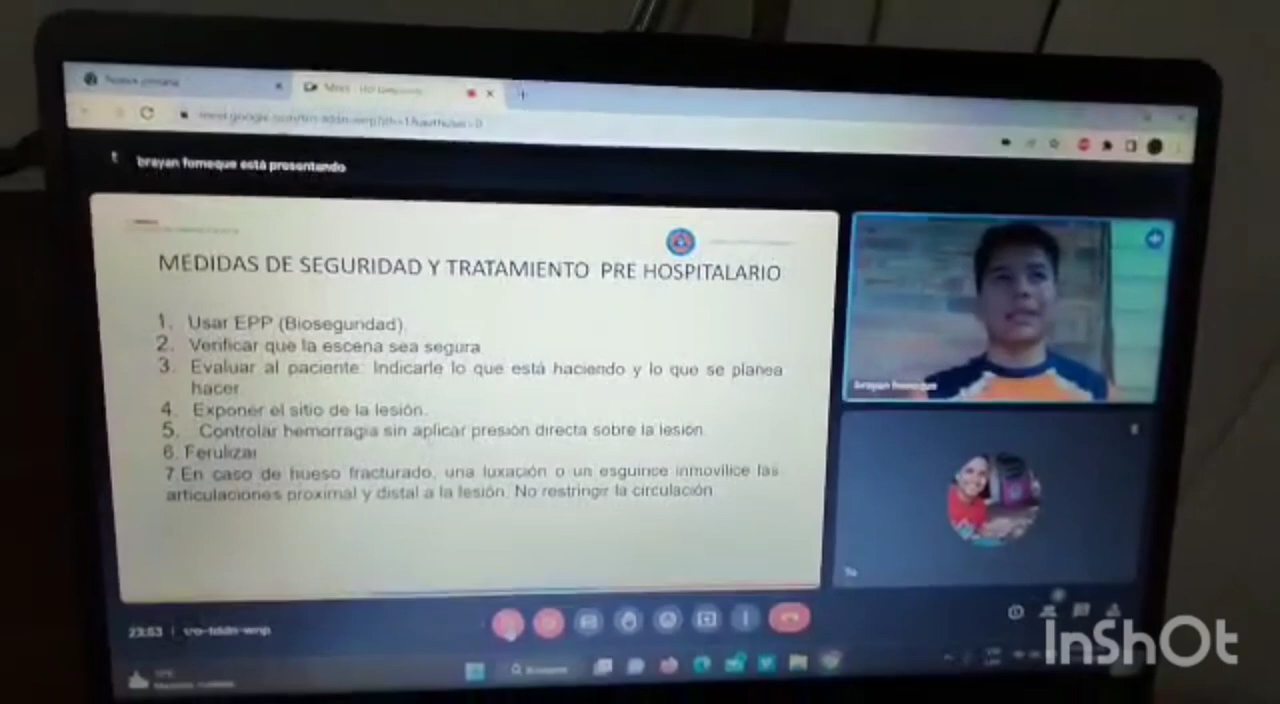 brayan fomeque está presentando
MEDIDAS DE SEGURIDAD Y TRATAMIENTO PRE HOSPITALARIO
1. Usar EPP (Bioseguridad).
2. Verificar que la escena sea segura
3. Evaluar al paciente: Indicarle lo que está haciendo y lo que se planea
hacer.
4. Exponer el sitio de la lesión.
5. Controlar hemorragia sin aplicar presión directa sobre la lesión.
6. Ferulizar
7.En caso de hueso fracturado, una luxación o un esguince inmovilice las
articulaciones proximal y distal a la lesión. No restringir la circulación
brayan fomeque
Tú
23:53
InShOt